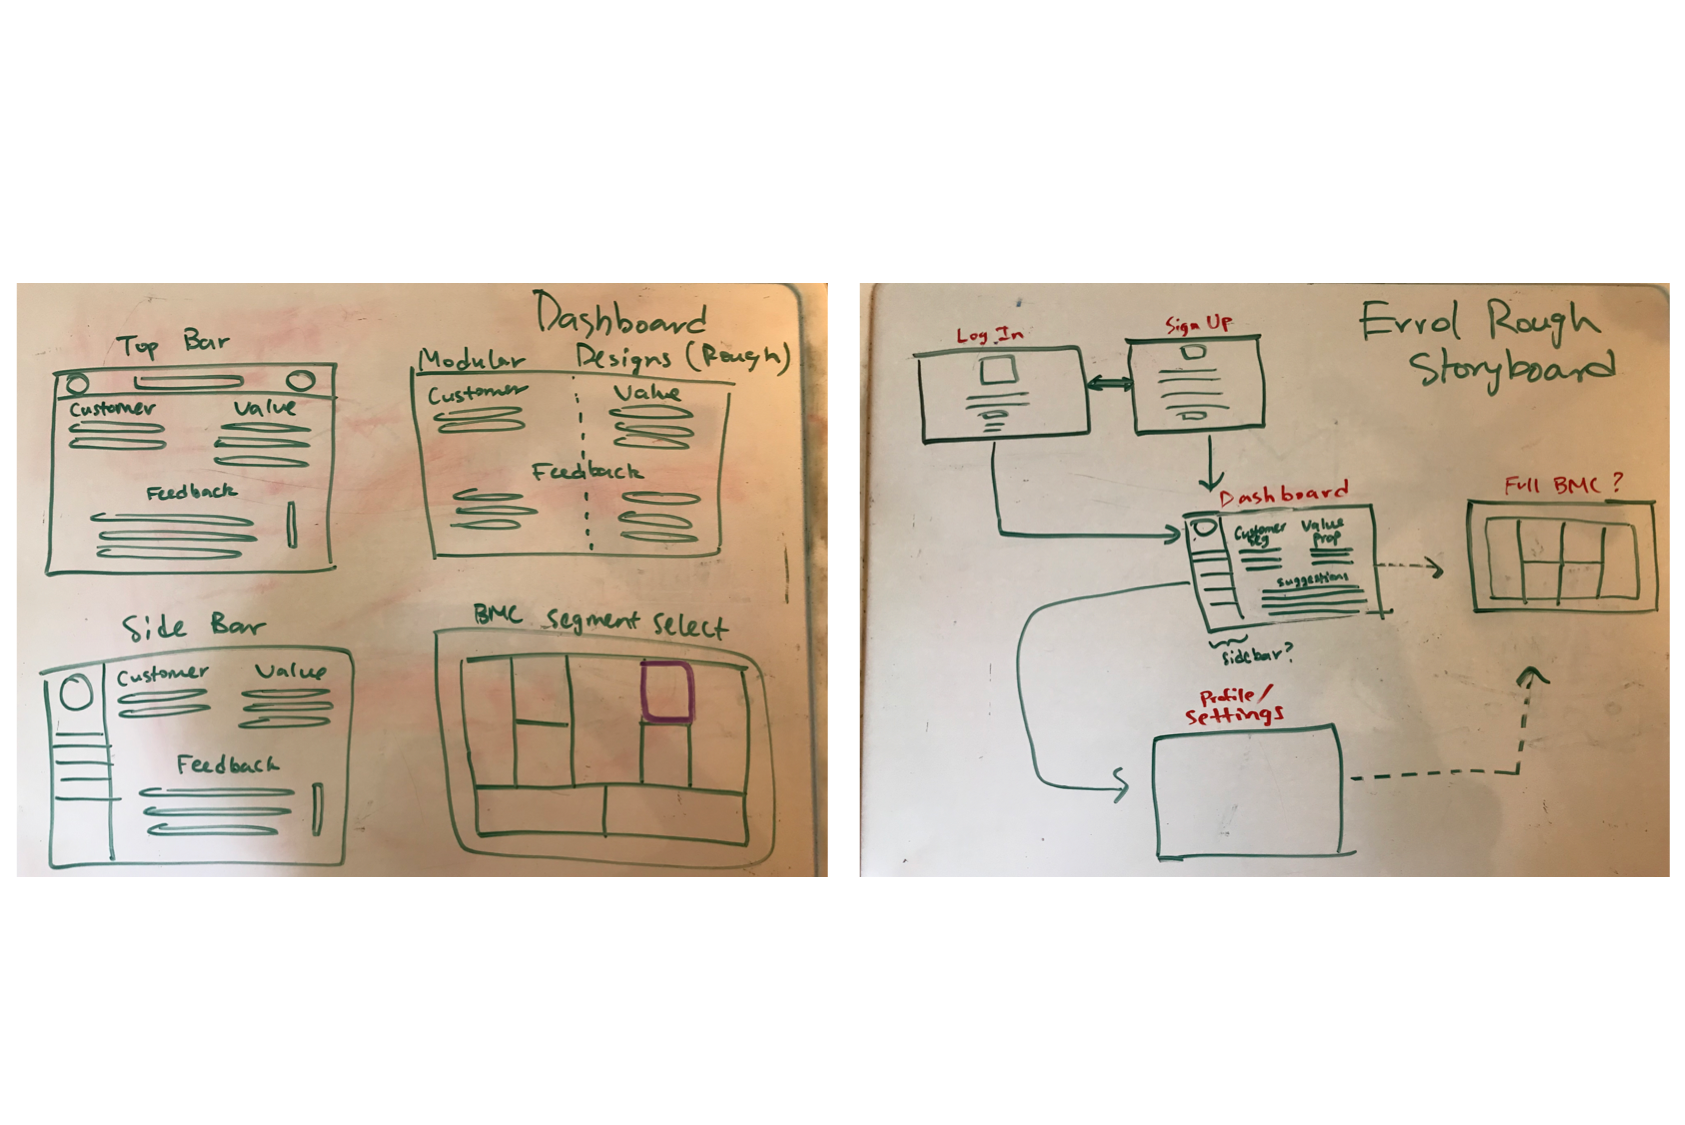 Dashboard
Designs (Rough)
Top Bar
Customer Value
Feedback
Modular
Customer Value
Feedback
Side Bar
Customer Value
Feedback
BMC segment select
Errol Rough
Storyboard
Log In
Sign Up
Dashboard
Customer Seg
Value Prop
suggestions
sidebar?
Full BMC?
Profile/
Settings